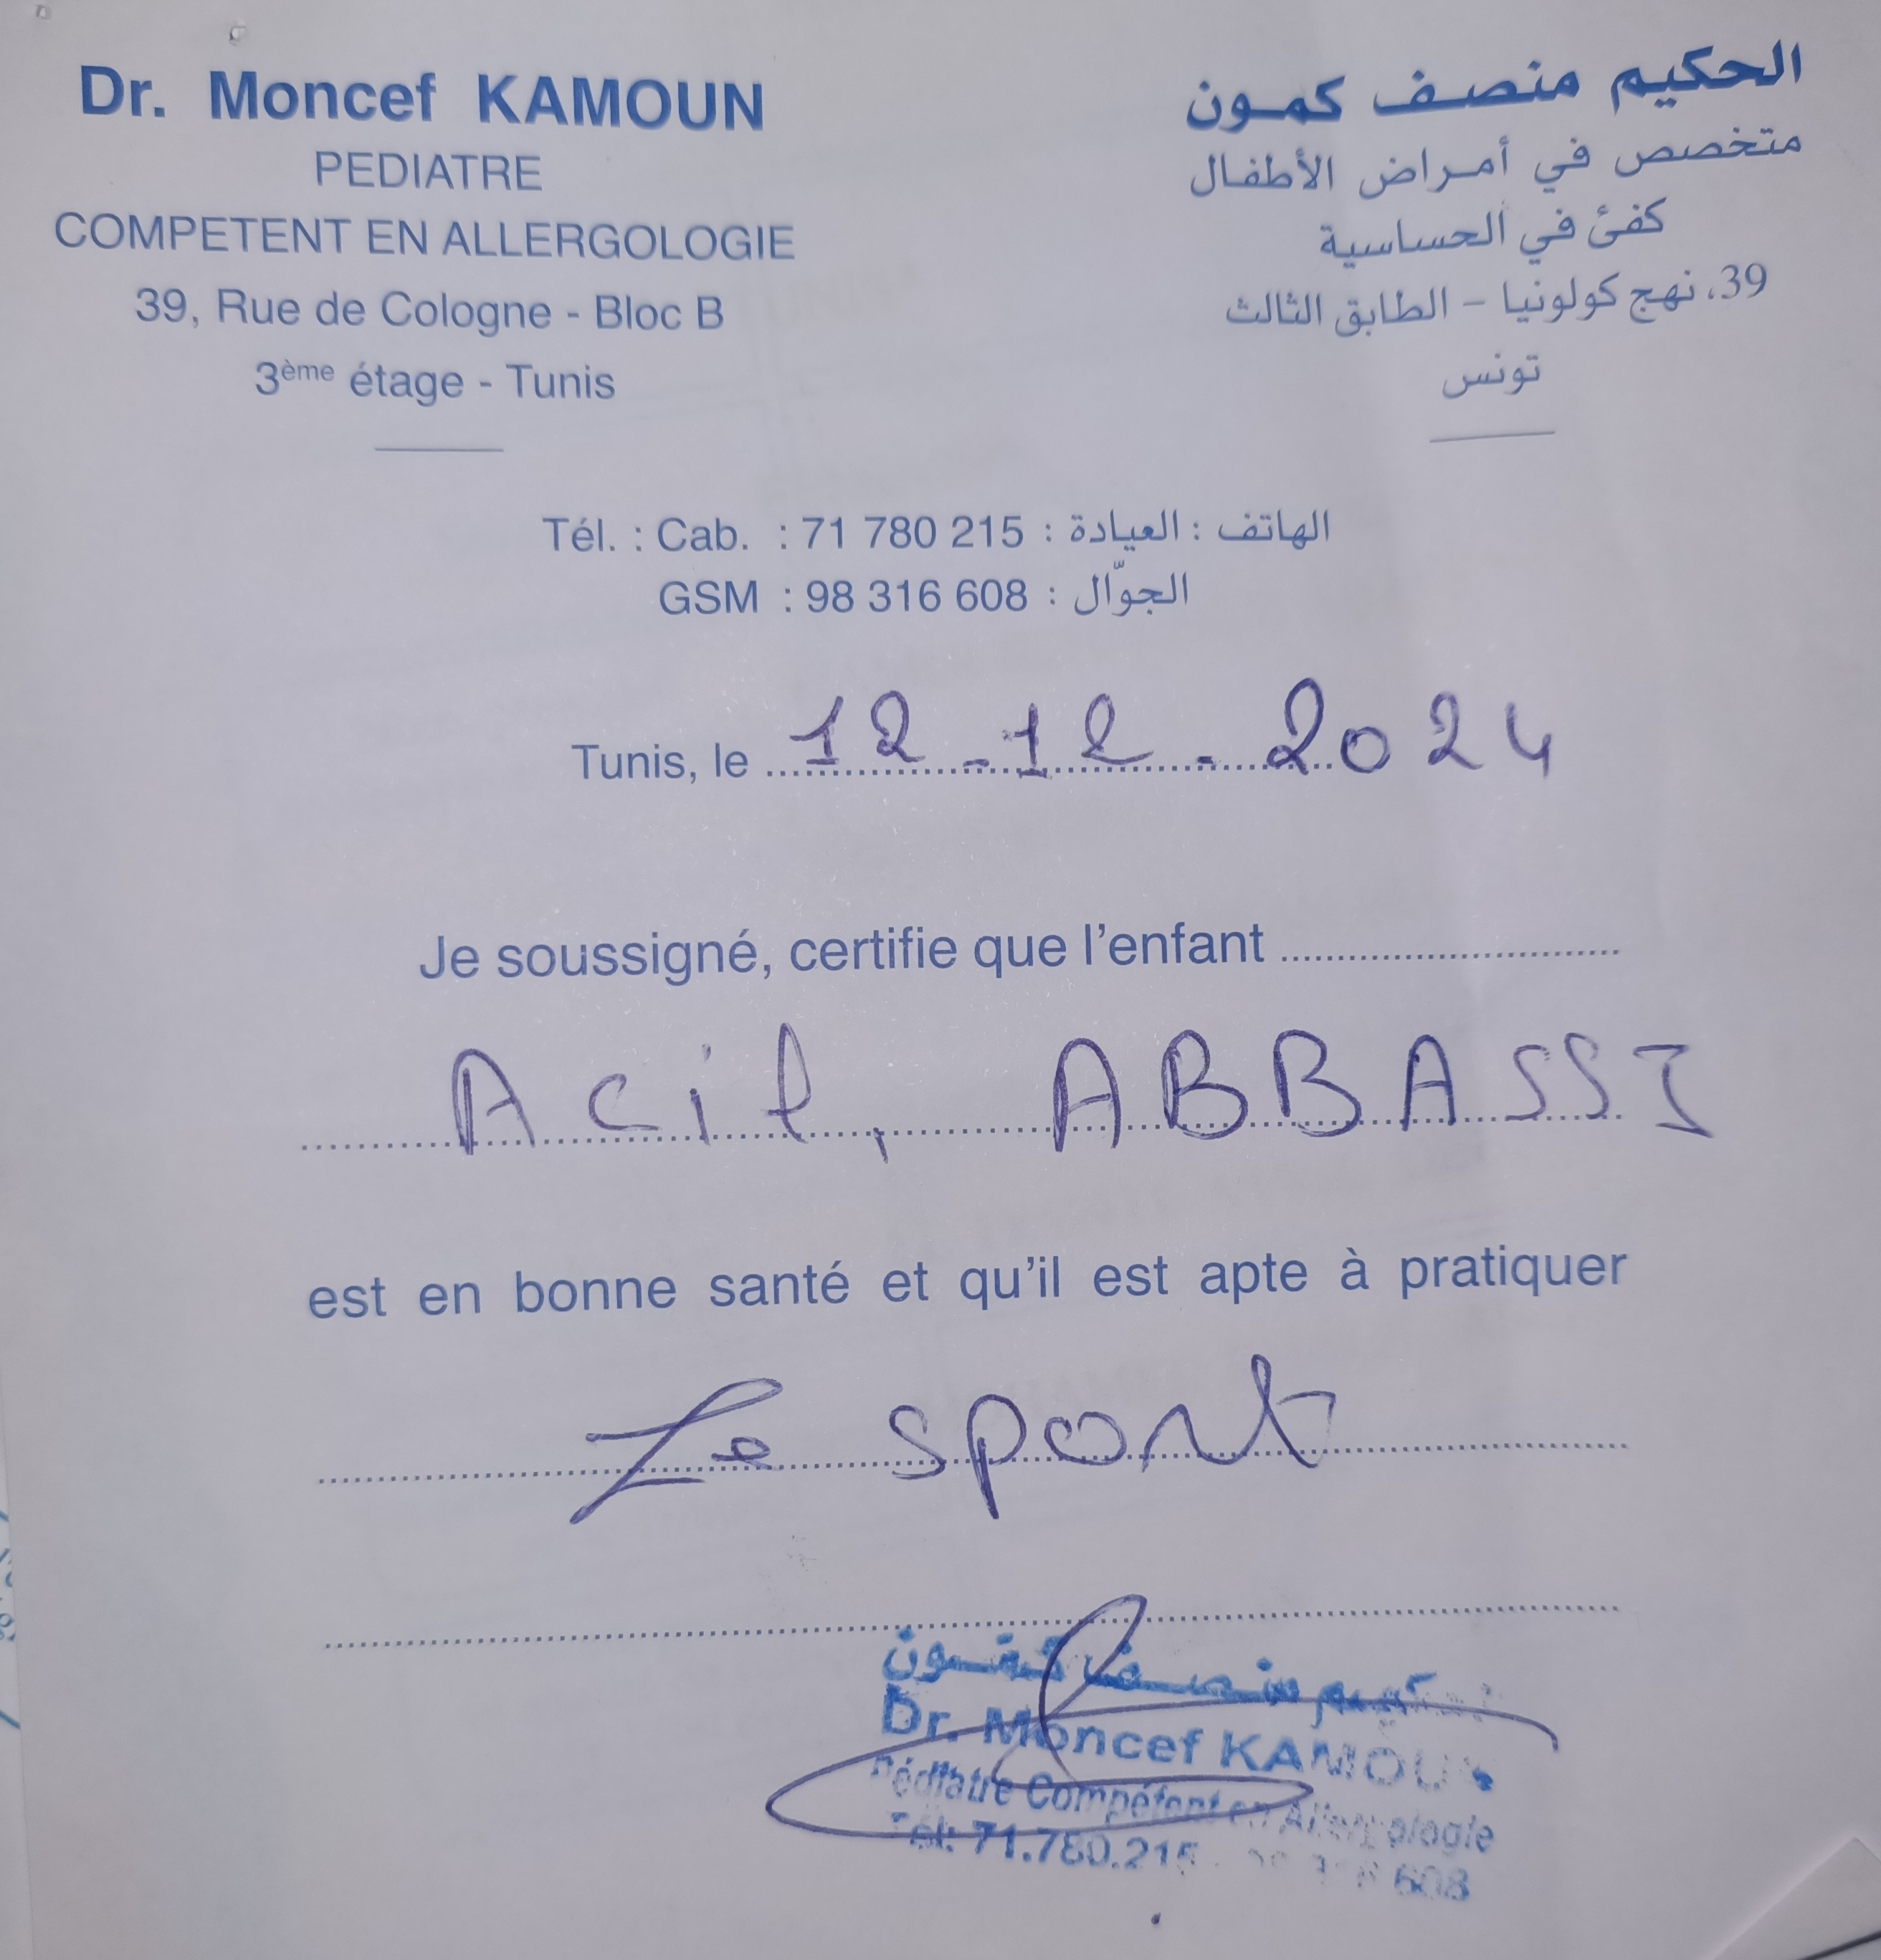 Dr. Moncef KAMOUN
PEDIATRE
COMPETENT EN ALLERGOLOGIE
39, Rue de Cologne - Bloc B
3ème étage - Tunis
الحكيم منصف كمون
متخصص في أمراض الأطفال
كفئ في الحساسية
39، نهج كولونيا - الطابق الثالث
تونس
Tél. : Cab. : 71 780 215 : الهاتف : العيادة
GSM : 98 316 608 : الجوّال
Tunis, le 12-12-2024
Je soussigné, certifie que l'enfant
Acil, ABBASSI
est en bonne santé et qu'il est apte à pratiquer
Le sport
منصف
Dr. Moncef KAMOUN
Pédiatre Compétent en Allergologie
Tél: 71.780.215 608